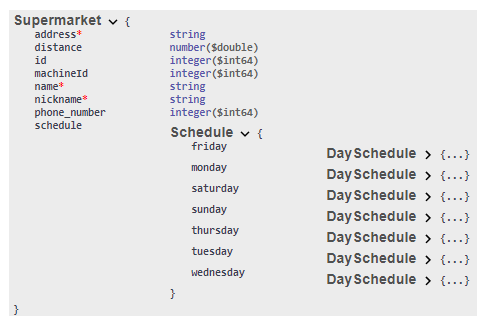 Supermarket {
address* string
distance number($double)
id integer($int64)
machineId integer($int64)
name* string
nickname* string
phone_number integer($int64)
schedule Schedule {
friday DaySchedule > {...}
monday DaySchedule > {...}
saturday DaySchedule > {...}
sunday DaySchedule > {...}
thursday DaySchedule > {...}
tuesday DaySchedule > {...}
wednesday DaySchedule > {...}
}
}